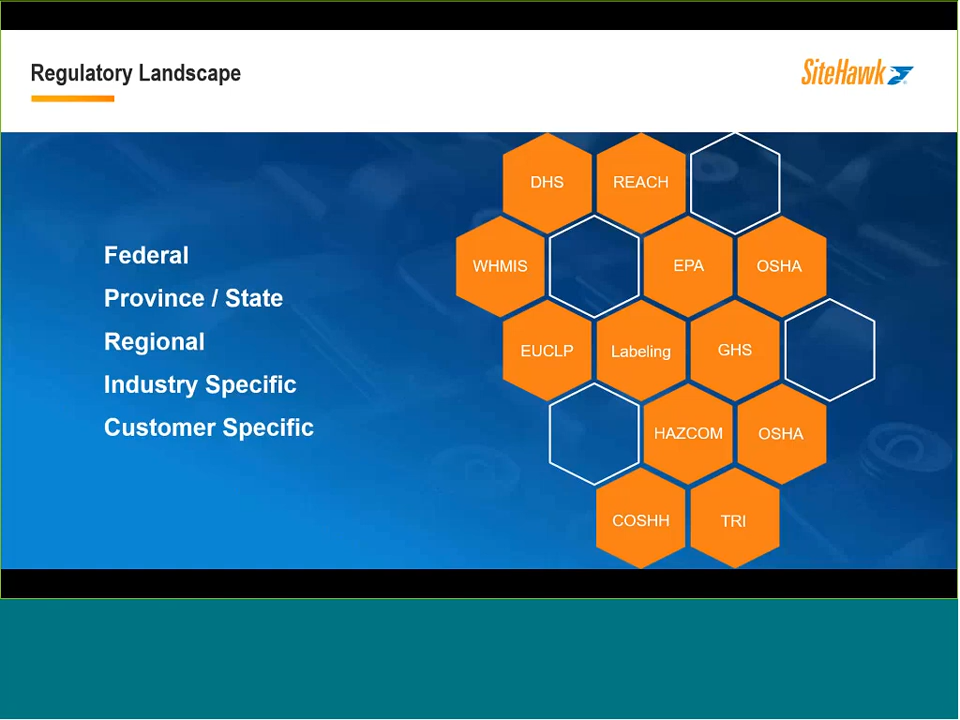 Regulatory Landscape
SiteHawk
Federal
Province / State
Regional
Industry Specific
Customer Specific
DHS
REACH
WHMIS
EPA
OSHA
EUCLP
Labeling
GHS
HAZCOM
OSHA
COSHH
TRI